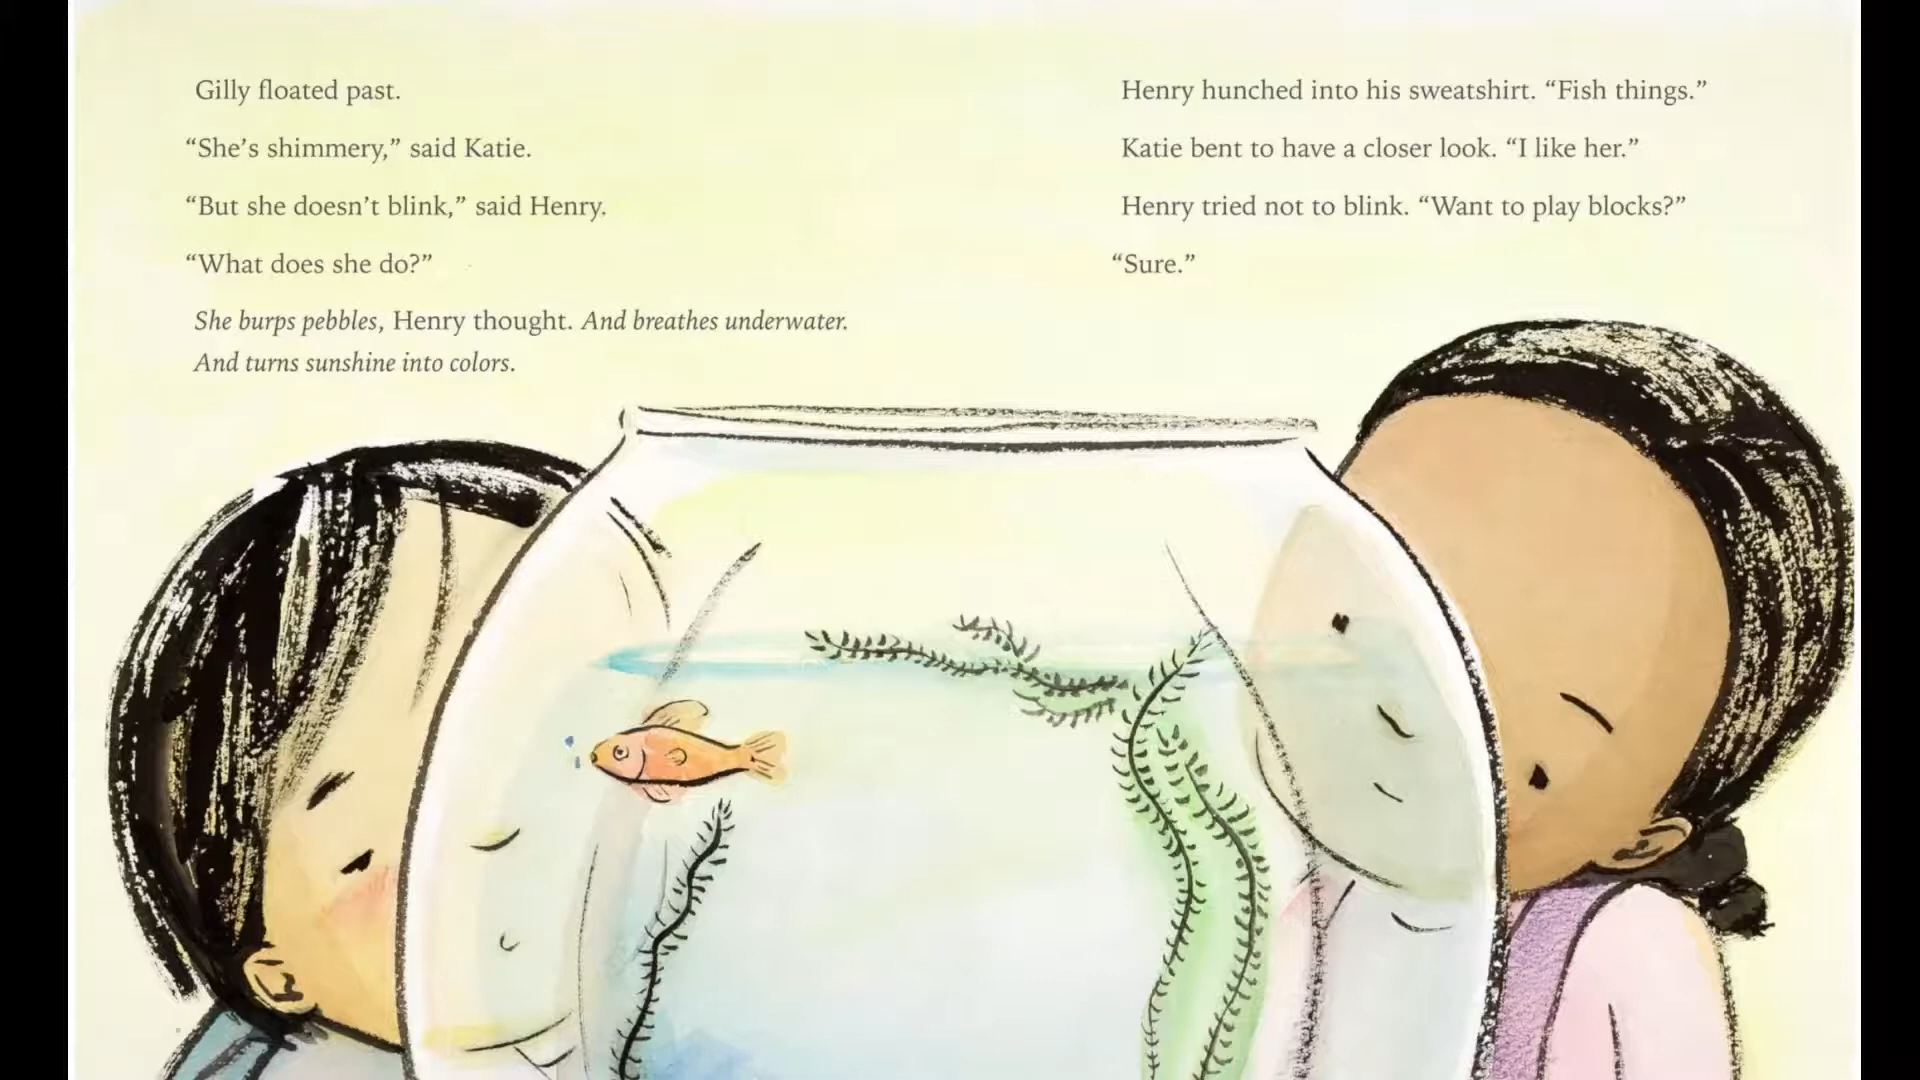 Gilly floated past.
“She’s shimmery,” said Katie.
“But she doesn’t blink,” said Henry.
“What does she do?”
She burps pebbles, Henry thought. And breathes underwater.
And turns sunshine into colors.
Henry hunched into his sweatshirt. “Fish things.”
Katie bent to have a closer look. “I like her.”
Henry tried not to blink. “Want to play blocks?”
“Sure.”